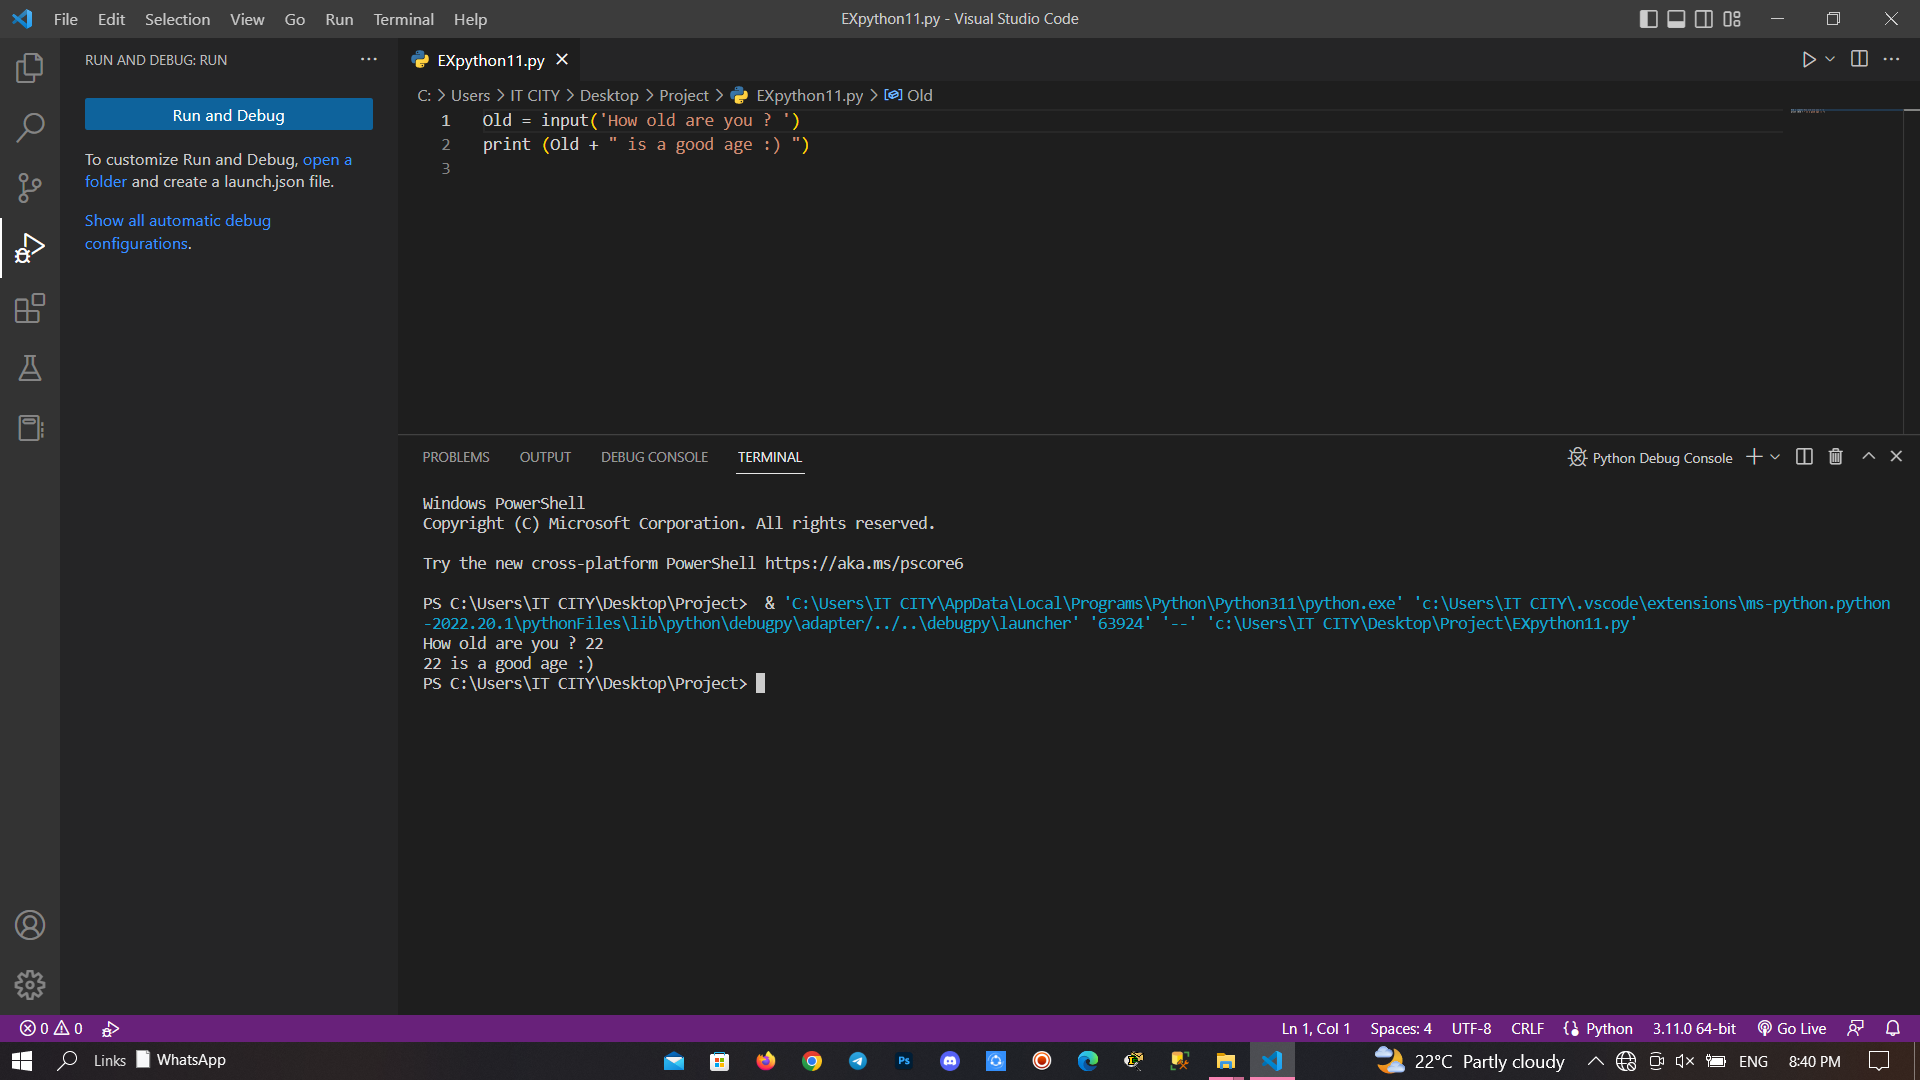 File Edit Selection View Go Run Terminal Help
EXpython11.py - Visual Studio Code
RUN AND DEBUG: RUN
Run and Debug
To customize Run and Debug, open a
folder and create a launch.json file.
Show all automatic debug
configurations.
EXpython11.py
C: > Users > IT CITY > Desktop > Project > EXpython11.py > Old
1 Old = input('How old are you ? ')
2 print (Old + " is a good age :) ")
3
PROBLEMS OUTPUT DEBUG CONSOLE TERMINAL
Python Debug Console
Windows PowerShell
Copyright (C) Microsoft Corporation. All rights reserved.
Try the new cross-platform PowerShell https://aka.ms/pscore6
PS C:\Users\IT CITY\Desktop\Project>  & 'C:\Users\IT CITY\AppData\Local\Programs\Python\Python311\python.exe' 'c:\Users\IT CITY\.vscode\extensions\ms-python.python
-2022.20.1\pythonFiles\lib\python\debugpy\adapter/../..\debugpy\launcher' '63924' '--' 'c:\Users\IT CITY\Desktop\Project\EXpython11.py'
How old are you ? 22
22 is a good age :)
PS C:\Users\IT CITY\Desktop\Project>
0 0
Ln 1, Col 1 Spaces: 4 UTF-8 CRLF Python 3.11.0 64-bit Go Live
Links WhatsApp
Ps
22°C Partly cloudy
ENG 8:40 PM